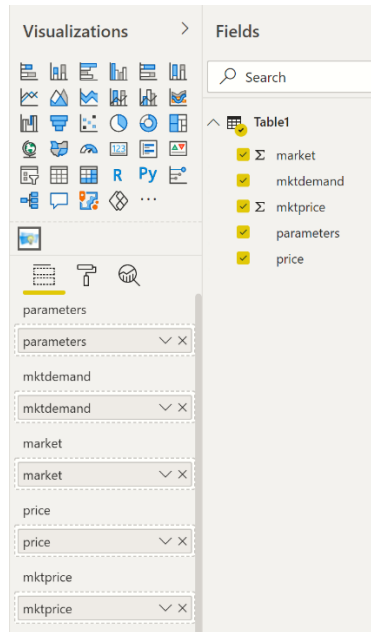 Visualizations
Fields
Search
Table1
Σ market
mktdemand
Σ mktprice
parameters
price
123
R
Py
parameters
parameters
mktdemand
mktdemand
market
market
price
price
mktprice
mktprice